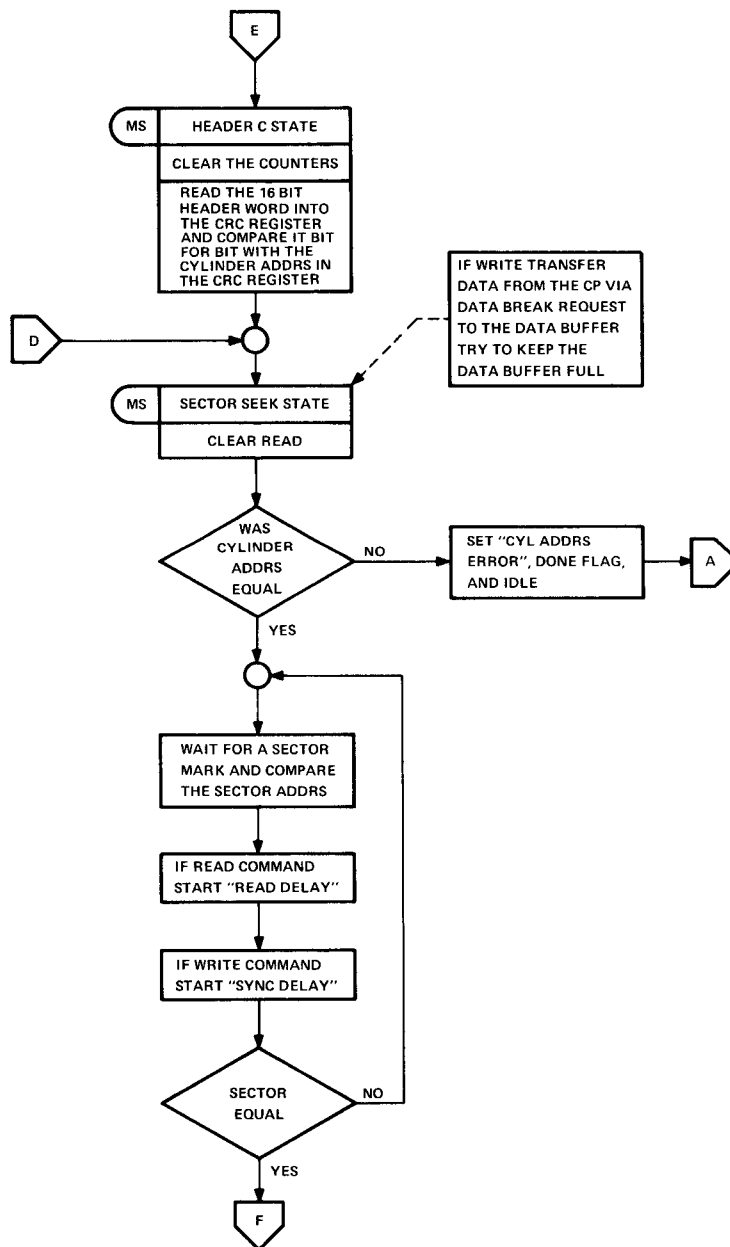 E
MS
HEADER C STATE
CLEAR THE COUNTERS
READ THE 16 BIT
HEADER WORD INTO
THE CRC REGISTER
AND COMPARE IT BIT
FOR BIT WITH THE
CYLINDER ADDRS IN
THE CRC REGISTER
IF WRITE TRANSFER
DATA FROM THE CP VIA
DATA BREAK REQUEST
TO THE DATA BUFFER
TRY TO KEEP THE
DATA BUFFER FULL
D
MS
SECTOR SEEK STATE
CLEAR READ
WAS
CYLINDER
ADDRS
EQUAL
NO
SET "CYL ADDRS
ERROR", DONE FLAG,
AND IDLE
A
YES
WAIT FOR A SECTOR
MARK AND COMPARE
THE SECTOR ADDRS
IF READ COMMAND
START "READ DELAY"
IF WRITE COMMAND
START "SYNC DELAY"
SECTOR
EQUAL
NO
YES
F